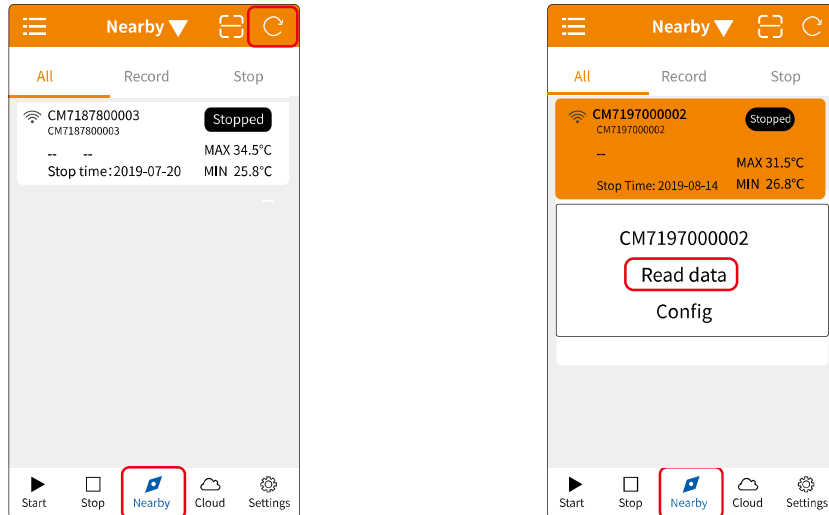 Nearby
All Record Stop
CM7187800003 Stopped
CM7187800003
-- -- MAX 34.5°C
Stop time:2019-07-20 MIN 25.8°C
Start Stop Nearby Cloud Settings
Nearby
All Record Stop
CM7197000002 Stopped
CM7197000002
-- MAX 31.5°C
Stop Time: 2019-08-14 MIN 26.8°C
CM7197000002
Read data
Config
Start Stop Nearby Cloud Settings